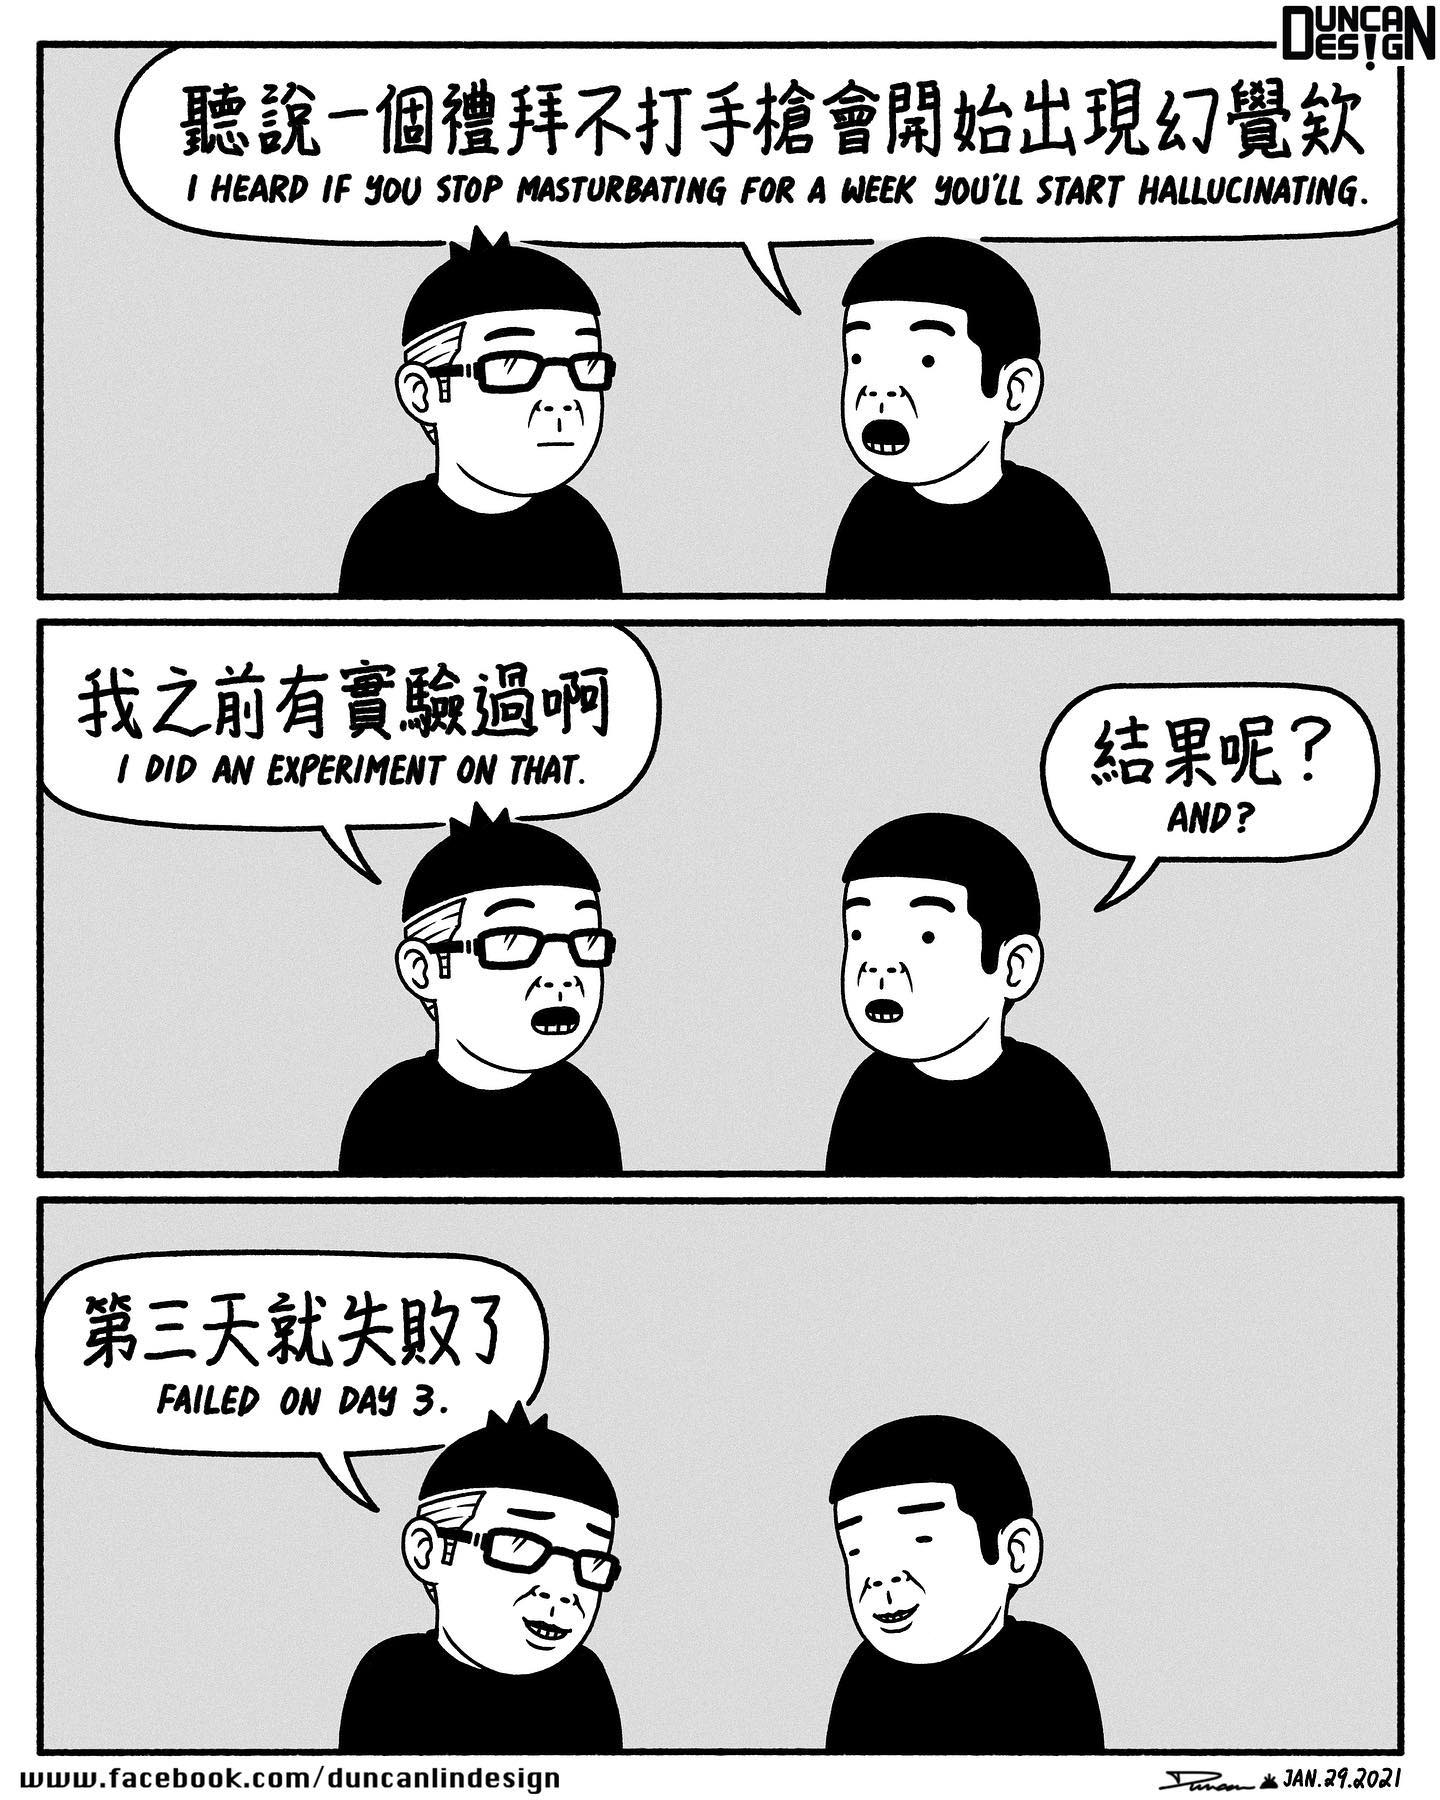 DUNCAN
DESIGN
聽說一個禮拜不打手槍會開始出現幻覺欸
I HEARD IF YOU STOP MASTURBATING FOR A WEEK YOU'LL START HALLUCINATING.
我之前有實驗過啊
I DID AN EXPERIMENT ON THAT.
結果呢？
AND?
第三天就失敗了
FAILED ON DAY 3.
www.facebook.com/duncanlindesign
Duncan JAN.29.2021